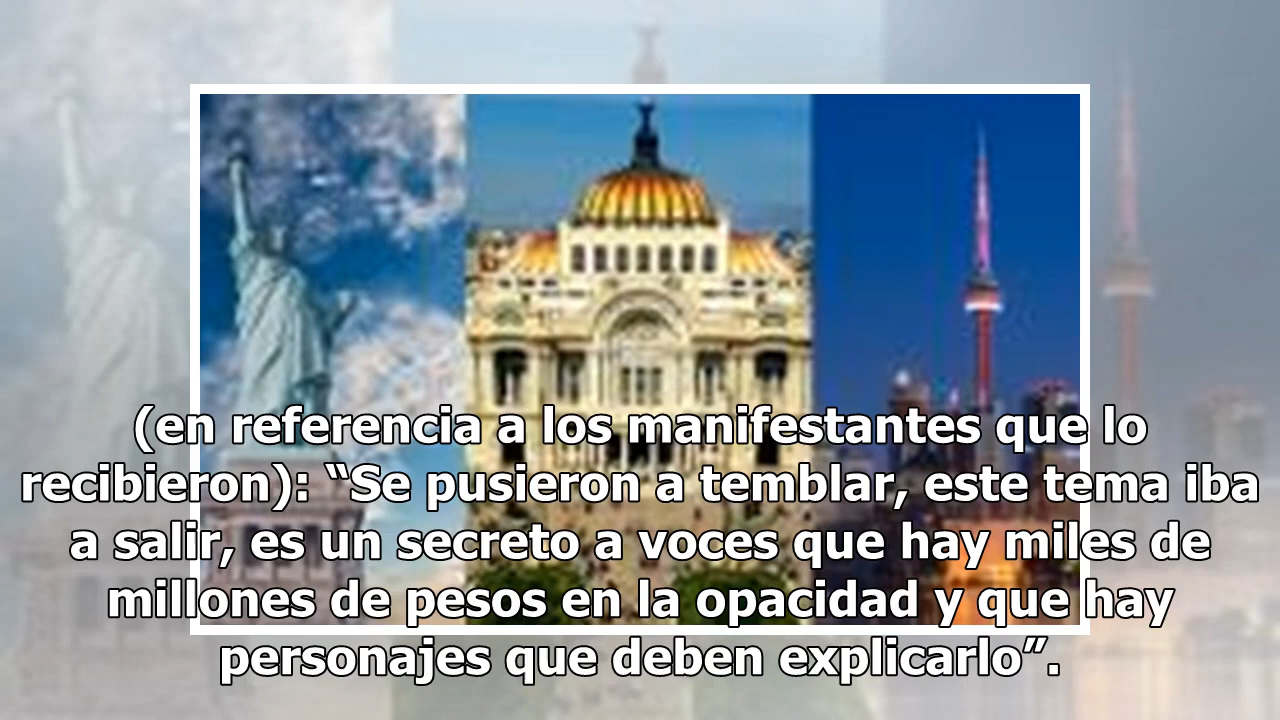 (en referencia a los manifestantes que lo
recibieron): “Se pusieron a temblar, este tema iba
a salir, es un secreto a voces que hay miles de
millones de pesos en la opacidad y que hay
personajes que deben explicarlo”.